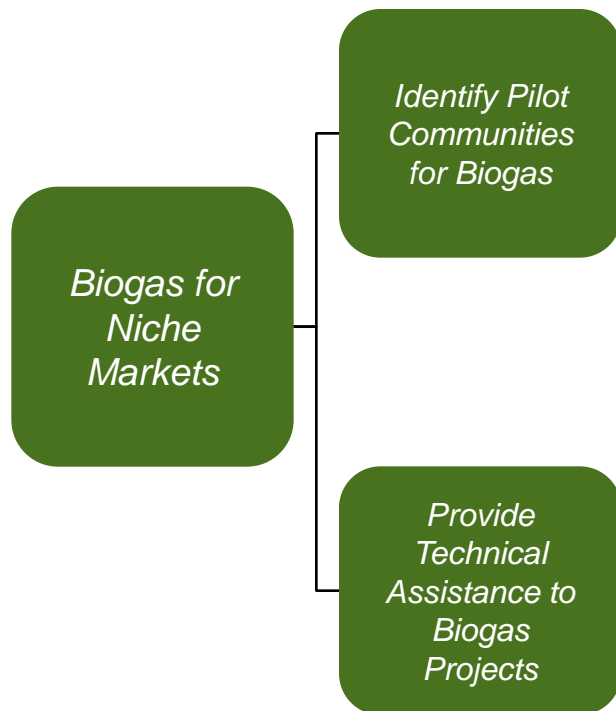 Identify Pilot
Communities
for Biogas
Biogas for
Niche
Markets
Provide
Technical
Assistance to
Biogas
Projects